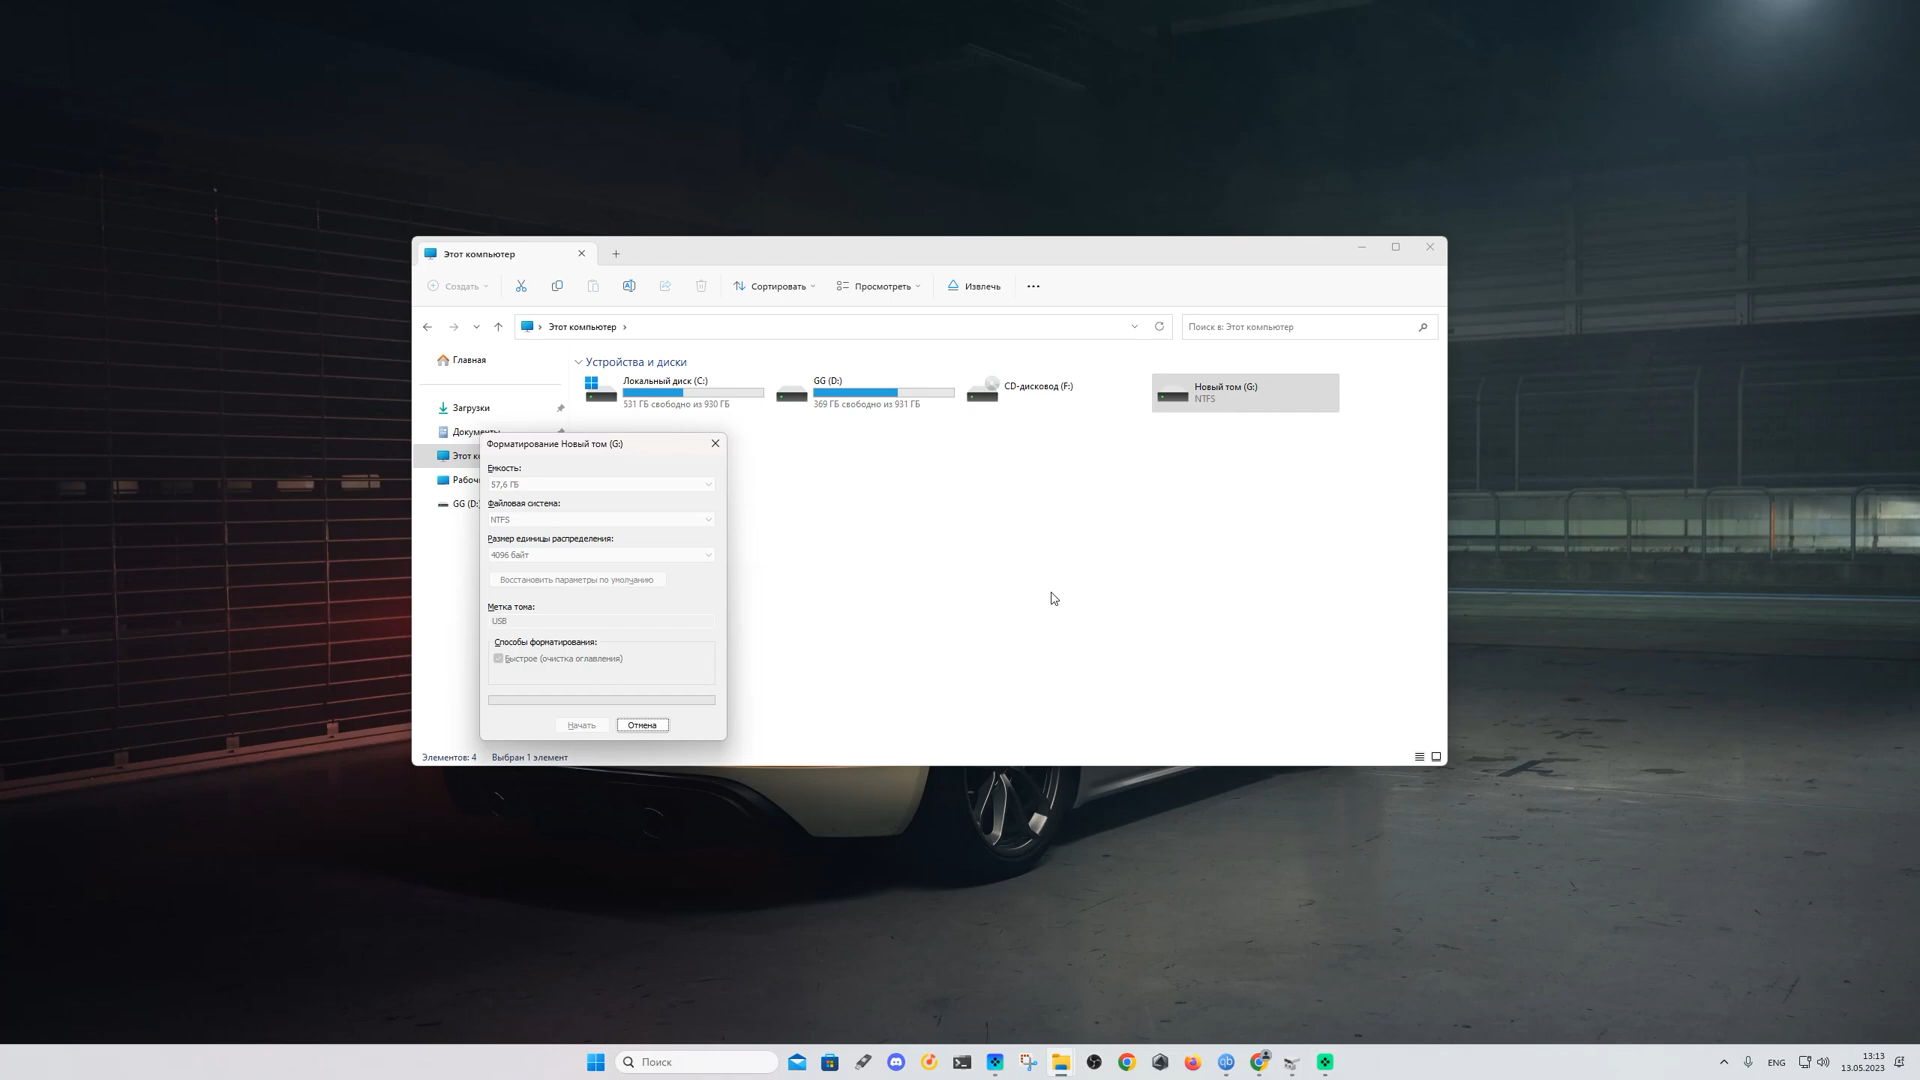 Этот компьютер
Создать
Сортировать
Просмотреть
Извлечь
Этот компьютер
Поиск в: Этот компьютер
Главная
Загрузки
Документы
Этот ко
Рабоч
GG (D:)
Устройства и диски
Локальный диск (C:)
531 ГБ свободно из 930 ГБ
GG (D:)
369 ГБ свободно из 931 ГБ
CD-дисковод (F:)
Новый том (G:)
NTFS
Форматирование Новый том (G:)
Емкость:
57,6 ГБ
Файловая система:
NTFS
Размер единицы распределения:
4096 байт
Восстановить параметры по умолчанию
Метка тома:
USB
Способы форматирования:
Быстрое (очистка оглавления)
Начать
Отмена
Элементов: 4
Выбран 1 элемент
Поиск
qb
ENG
13:13
13.05.2023